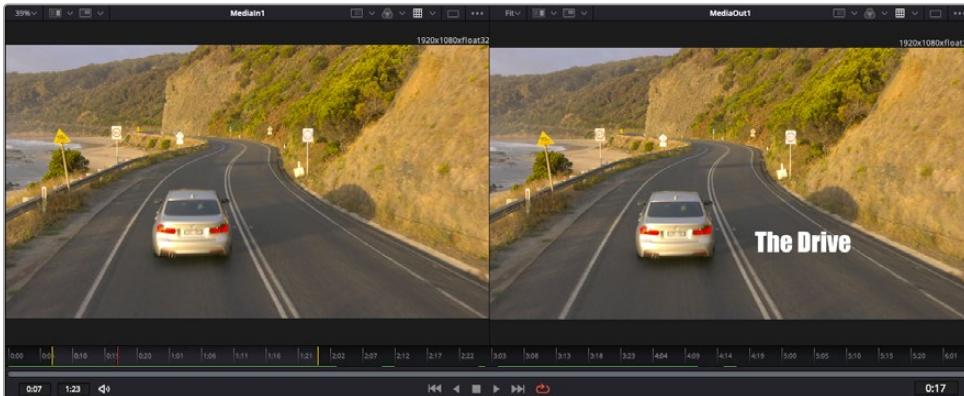 39% MediaIn1 Fit MediaOut1
1920x1080xfloat32 1920x1080xfloat32
The Drive
0:00 0:10 0:20 1:01 1:06 1:11 1:16 1:21 2:02 2:07 2:12 2:17 2:22 3:03 3:08 3:13 3:18 3:23 4:04 4:09 4:14 4:19 5:00 5:05 5:10 5:15 5:20 6:01
0:07 1:23 0:17